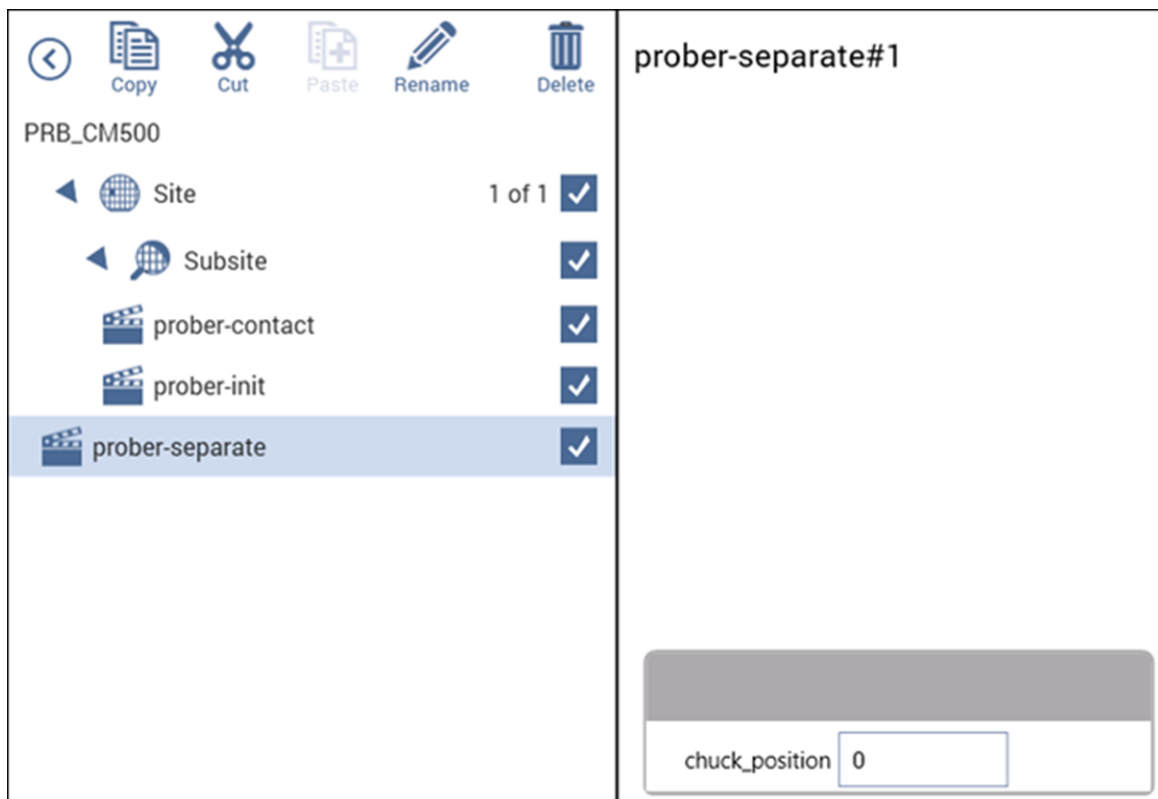 Copy Cut Paste Rename Delete
PRB_CM500
Site 1 of 1
Subsite
prober-contact
prober-init
prober-separate
prober-separate#1
chuck_position 0